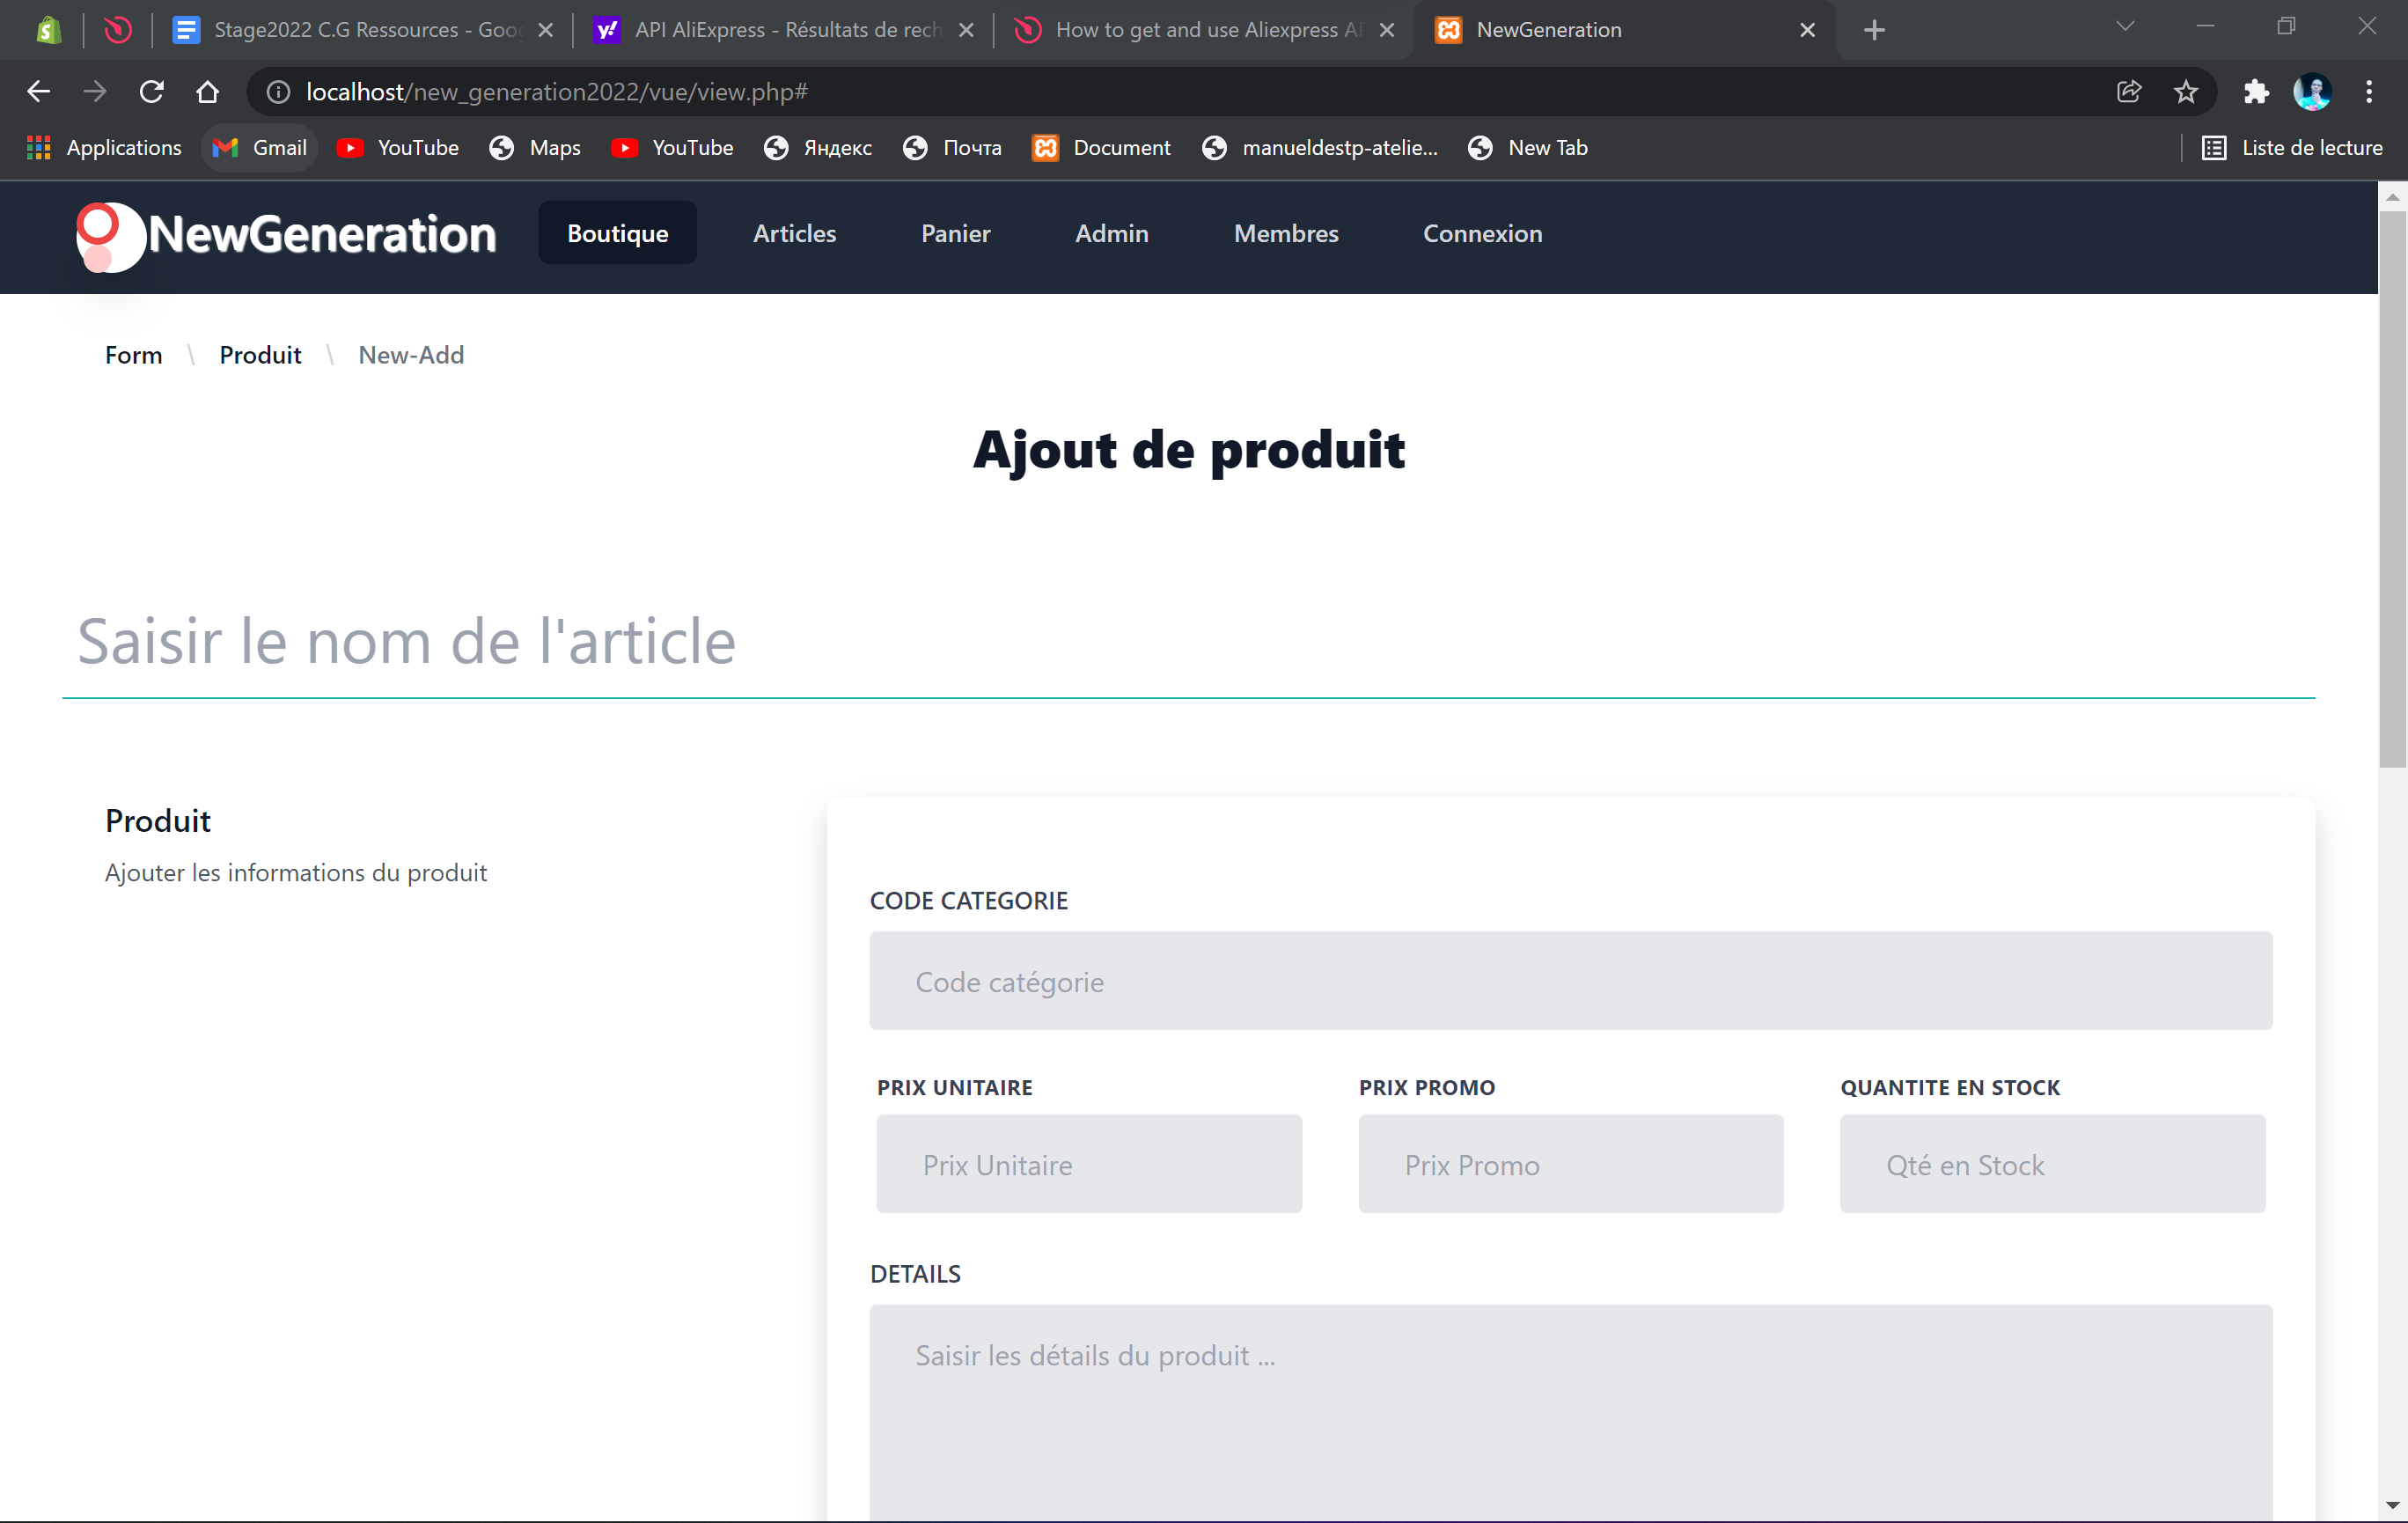 Stage2022 C.G Ressources - Goo
API AliExpress - Résultats de rech
How to get and use Aliexpress AP
NewGeneration
localhost/new_generation2022/vue/view.php#
Applications
Gmail
YouTube
Maps
YouTube
Яндекс
Почта
Document
manueldestp-atelie...
New Tab
Liste de lecture
NewGeneration
Boutique
Articles
Panier
Admin
Membres
Connexion
Form \ Produit \ New-Add
Ajout de produit
Saisir le nom de l'article
Produit
Ajouter les informations du produit
CODE CATEGORIE
Code catégorie
PRIX UNITAIRE
PRIX PROMO
QUANTITE EN STOCK
Prix Unitaire
Prix Promo
Qté en Stock
DETAILS
Saisir les détails du produit ...